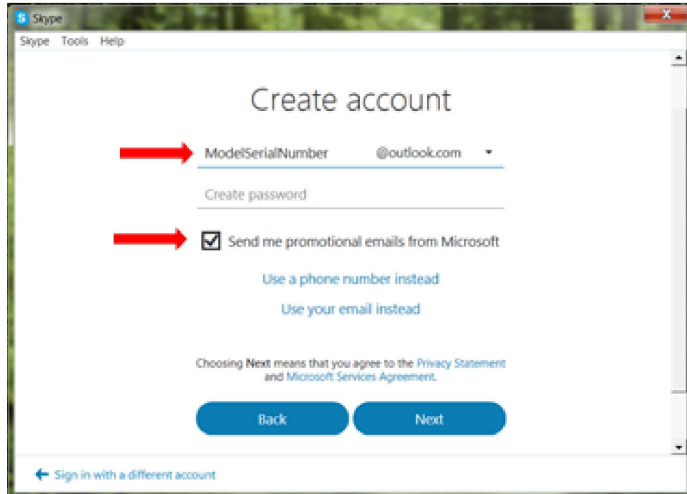 Skype
Skype Tools Help
Create account
ModelSerialNumber @outlook.com
Create password
Send me promotional emails from Microsoft
Use a phone number instead
Use your email instead
Choosing Next means that you agree to the Privacy Statement
and Microsoft Services Agreement.
Back Next
Sign in with a different account